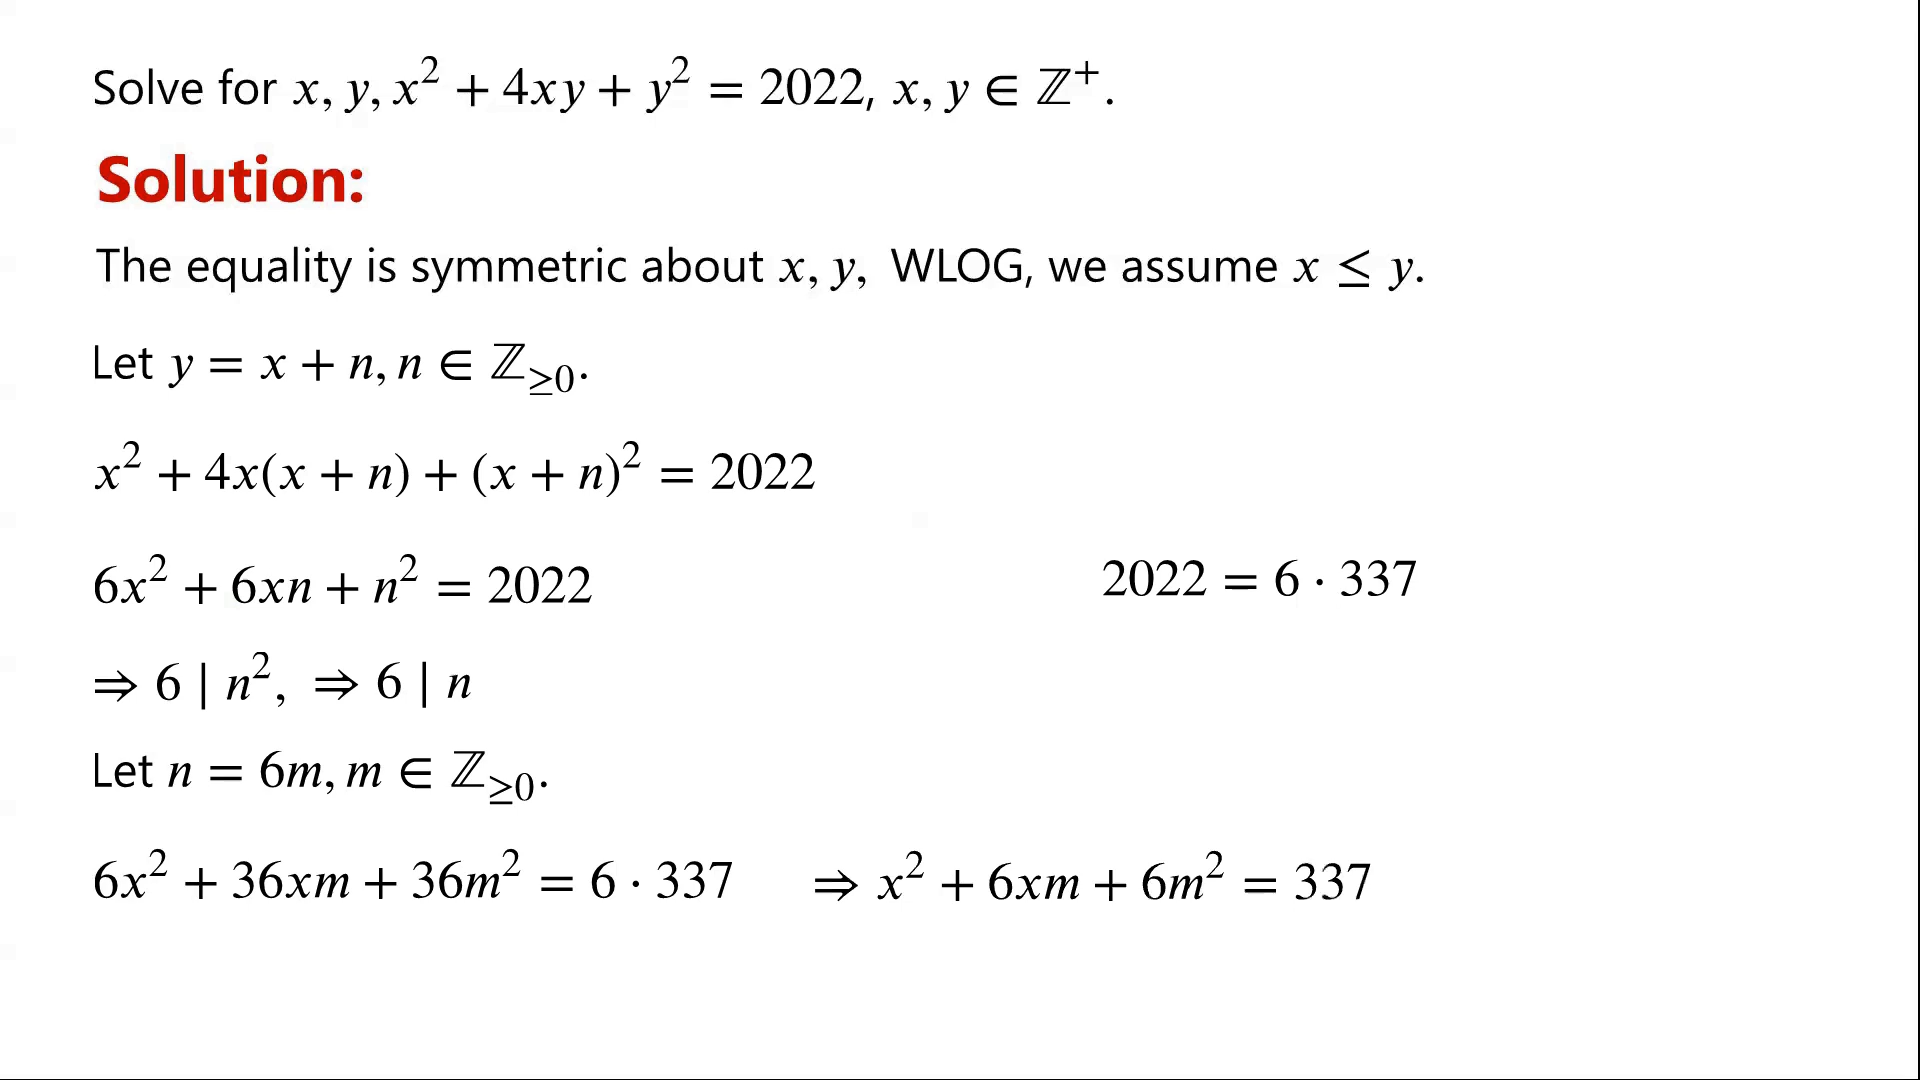 Solve for x, y, x² + 4xy + y² = 2022, x, y ∈ ℤ⁺.
Solution:
The equality is symmetric about x, y, WLOG, we assume x ≤ y.
Let y = x + n, n ∈ ℤ≥0.
x² + 4x(x + n) + (x + n)² = 2022
6x² + 6xn + n² = 2022 2022 = 6 · 337
⇒ 6 | n², ⇒ 6 | n
Let n = 6m, m ∈ ℤ≥0.
6x² + 36xm + 36m² = 6 · 337 ⇒ x² + 6xm + 6m² = 337